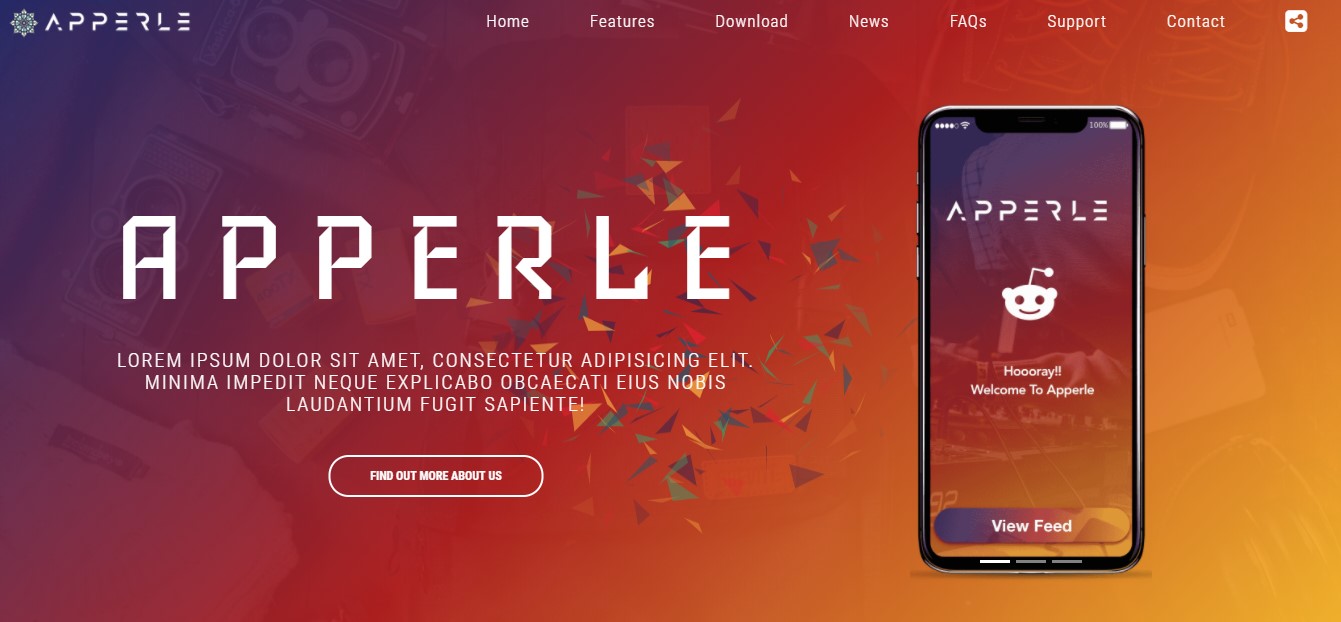 APPERLE
Home Features Download News FAQs Support Contact
100%
APPERLE
APPERLE
LOREM IPSUM DOLOR SIT AMET, CONSECTETUR ADIPISICING ELIT.
MINIMA IMPEDIT NEQUE EXPLICABO OBCAECATI EIUS NOBIS
LAUDANTIUM FUGIT SAPIENTE!
FIND OUT MORE ABOUT US
Hoooray!!
Welcome To Apperle
View Feed